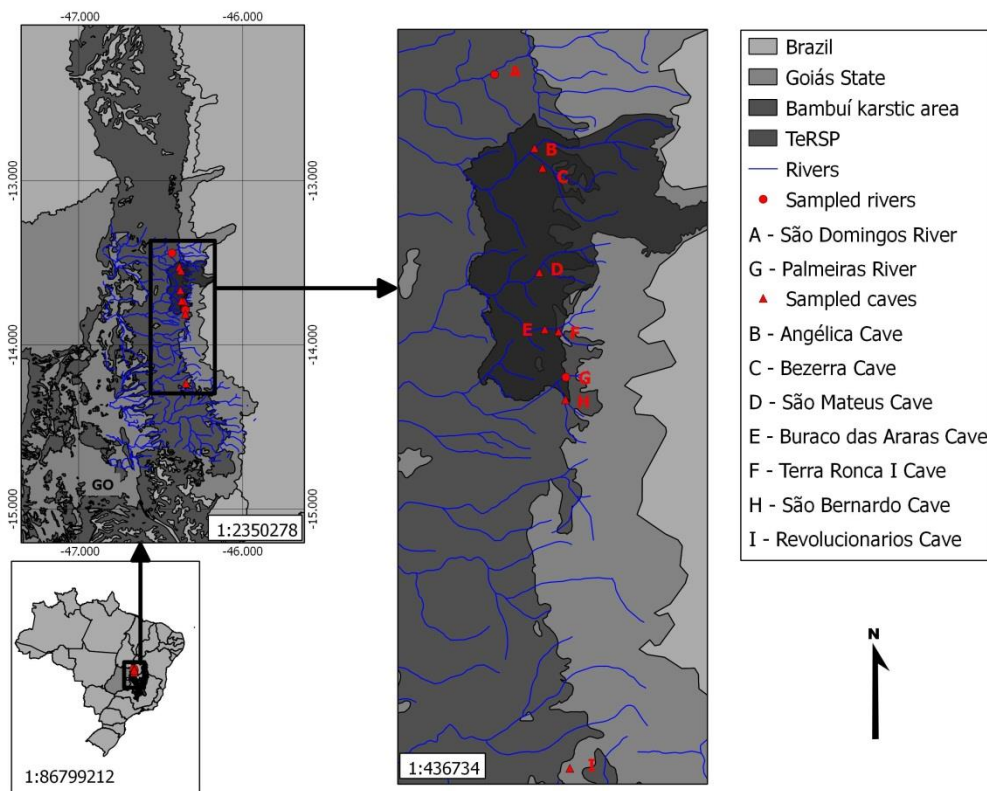 -47.000
-46.000
-13.000
-13.000
-14.000
-14.000
-15.000
-15.000
GO
1:2350278
-47.000
-46.000
1:86799212
A
B
C
D
E
F
G
H
I
1:436734
Brazil
Goiás State
Bambuí karstic area
TeRSP
Rivers
Sampled rivers
A - São Domingos River
G - Palmeiras River
Sampled caves
B - Angélica Cave
C - Bezerra Cave
D - São Mateus Cave
E - Buraco das Araras Cave
F - Terra Ronca I Cave
H - São Bernardo Cave
I - Revolucionarios Cave
N